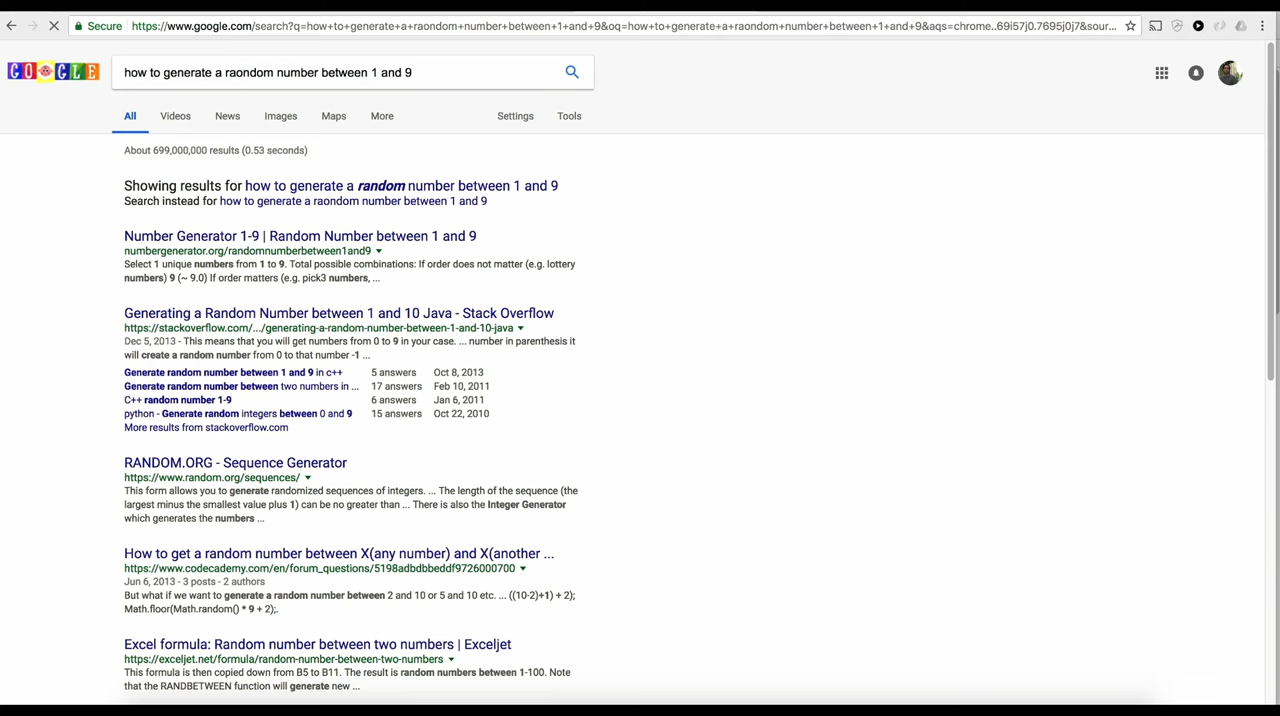 Secure https://www.google.com/search?q=how+to+generate+a+raondom+number+between+1+and+9&oq=how+to+generate+a+raondom+number+between+1+and+9&aqs=chrome..69i57j0.7695j0j7&sour...
GOOGLE how to generate a raondom number between 1 and 9
All Videos News Images Maps More Settings Tools
About 699,000,000 results (0.53 seconds)
Showing results for how to generate a random number between 1 and 9
Search instead for how to generate a raondom number between 1 and 9
Number Generator 1-9 | Random Number between 1 and 9
numbergenerator.org/randomnumberbetween1and9
Select 1 unique numbers from 1 to 9. Total possible combinations: If order does not matter (e.g. lottery
numbers) 9 (~ 9.0) If order matters (e.g. pick3 numbers, ...
Generating a Random Number between 1 and 10 Java - Stack Overflow
https://stackoverflow.com/.../generating-a-random-number-between-1-and-10-java
Dec 5, 2013 - This means that you will get numbers from 0 to 9 in your case. ... number in parenthesis it
will create a random number from 0 to that number -1 ...
Generate random number between 1 and 9 in c++ 5 answers Oct 8, 2013
Generate random number between two numbers in ... 17 answers Feb 10, 2011
C++ random number 1-9 6 answers Jan 6, 2011
python - Generate random integers between 0 and 9 15 answers Oct 22, 2010
More results from stackoverflow.com
RANDOM.ORG - Sequence Generator
https://www.random.org/sequences/
This form allows you to generate randomized sequences of integers. ... The length of the sequence (the
largest minus the smallest value plus 1) can be no greater than ... There is also the Integer Generator
which generates the numbers ...
How to get a random number between X(any number) and X(another ...
https://www.codecademy.com/en/forum_questions/5198adbdbbeddf9726000700
Jun 6, 2013 - 3 posts - 2 authors
But what if we want to generate a random number between 2 and 10 or 5 and 10 etc. ... ((10-2)+1) + 2);
Math.floor(Math.random() * 9 + 2);.
Excel formula: Random number between two numbers | Exceljet
https://exceljet.net/formula/random-number-between-two-numbers
This formula is then copied down from B5 to B11. The result is random numbers between 1-100. Note
that the RANDBETWEEN function will generate new ...